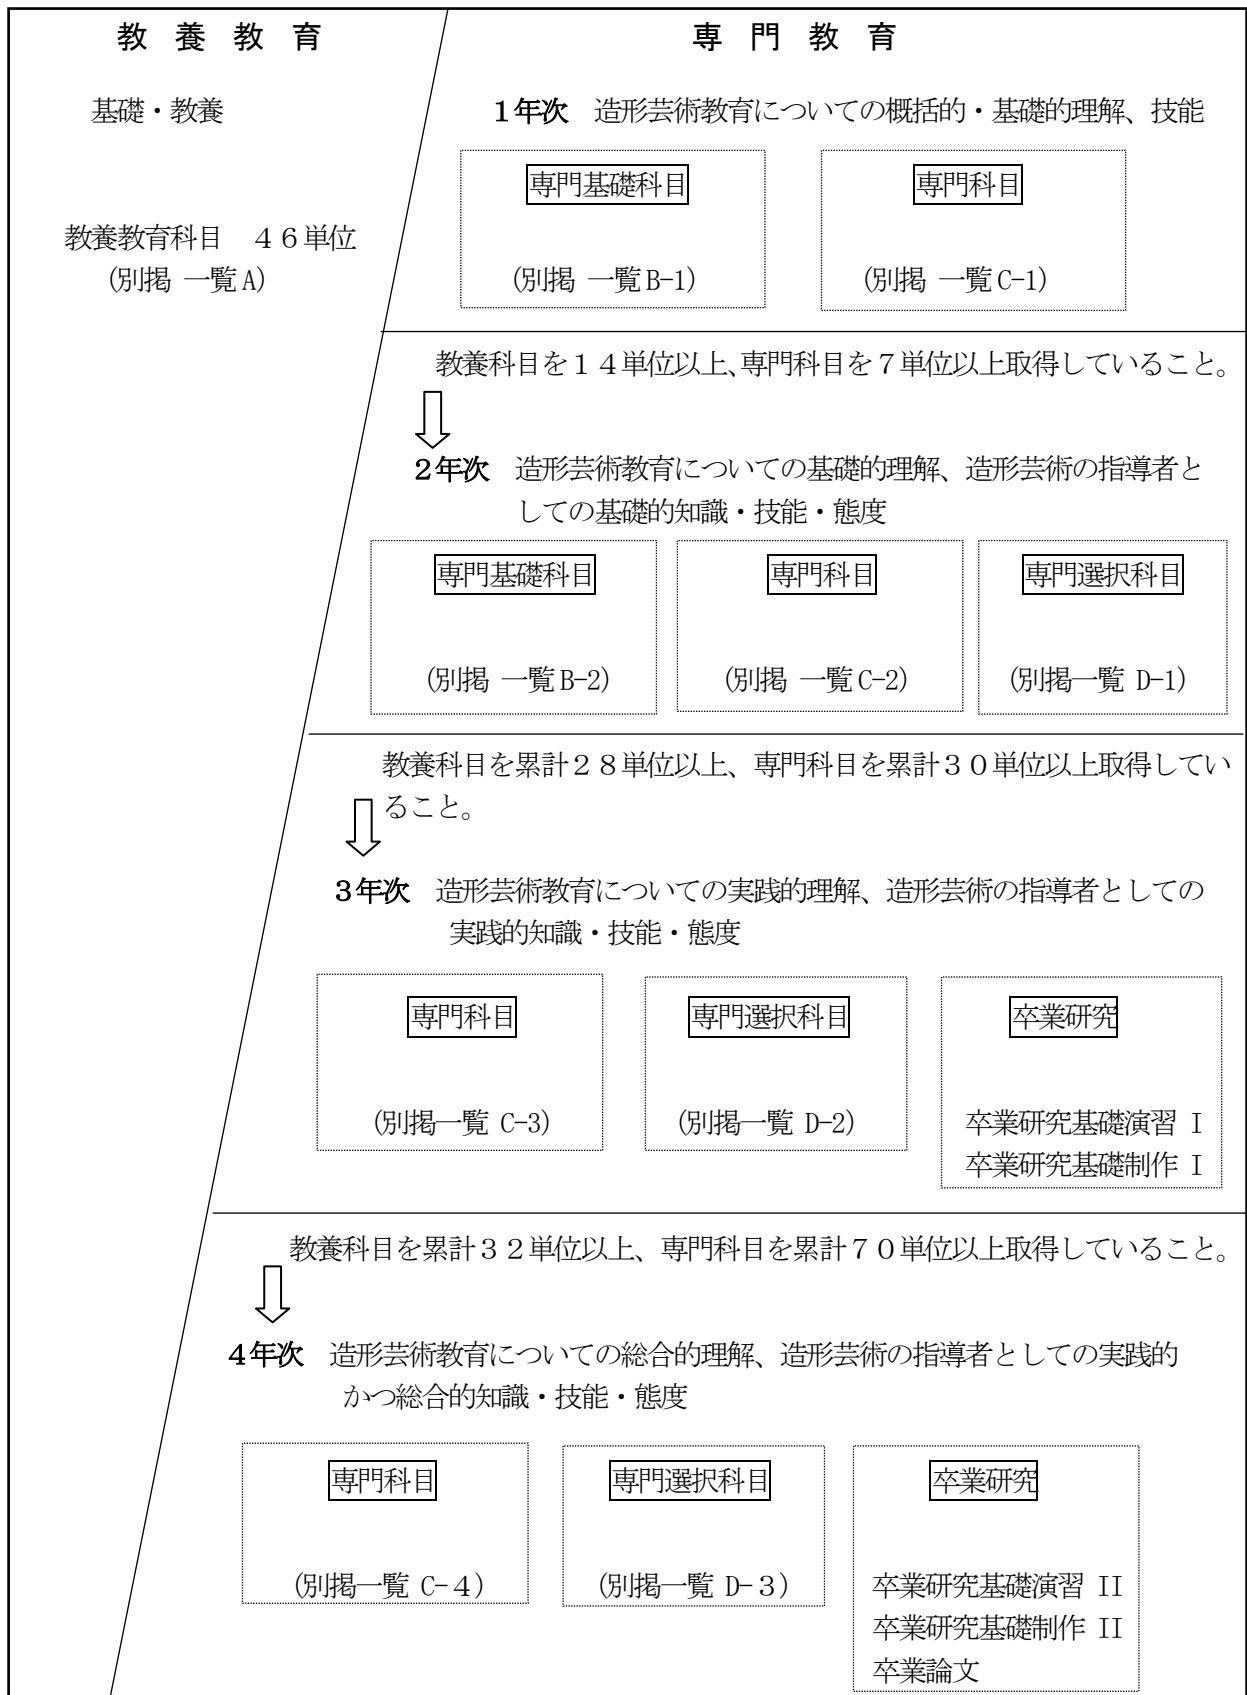 教 養 教 育
専 門 教 育
基礎・教養
1年次 造形芸術教育についての概括的・基礎的理解、技能
専門基礎科目
専門科目
教養教育科目 46単位
(別掲 一覧A)
(別掲 一覧B-1)
(別掲 一覧C-1)
教養科目を14単位以上、専門科目を7単位以上取得していること。
2年次 造形芸術教育についての基礎的理解、造形芸術の指導者と
しての基礎的知識・技能・態度
専門基礎科目
専門科目
専門選択科目
(別掲 一覧B-2)
(別掲 一覧C-2)
(別掲一覧 D-1)
教養科目を累計28単位以上、専門科目を累計30単位以上取得してい
ること。
3年次 造形芸術教育についての実践的理解、造形芸術の指導者としての
実践的知識・技能・態度
専門科目
専門選択科目
卒業研究
(別掲一覧 C-3)
(別掲一覧 D-2)
卒業研究基礎演習 I
卒業研究基礎制作 I
教養科目を累計32単位以上、専門科目を累計70単位以上取得していること。
4年次 造形芸術教育についての総合的理解、造形芸術の指導者としての実践的
かつ総合的知識・技能・態度
専門科目
専門選択科目
卒業研究
(別掲一覧 C-4)
(別掲一覧 D-3)
卒業研究基礎演習 II
卒業研究基礎制作 II
卒業論文